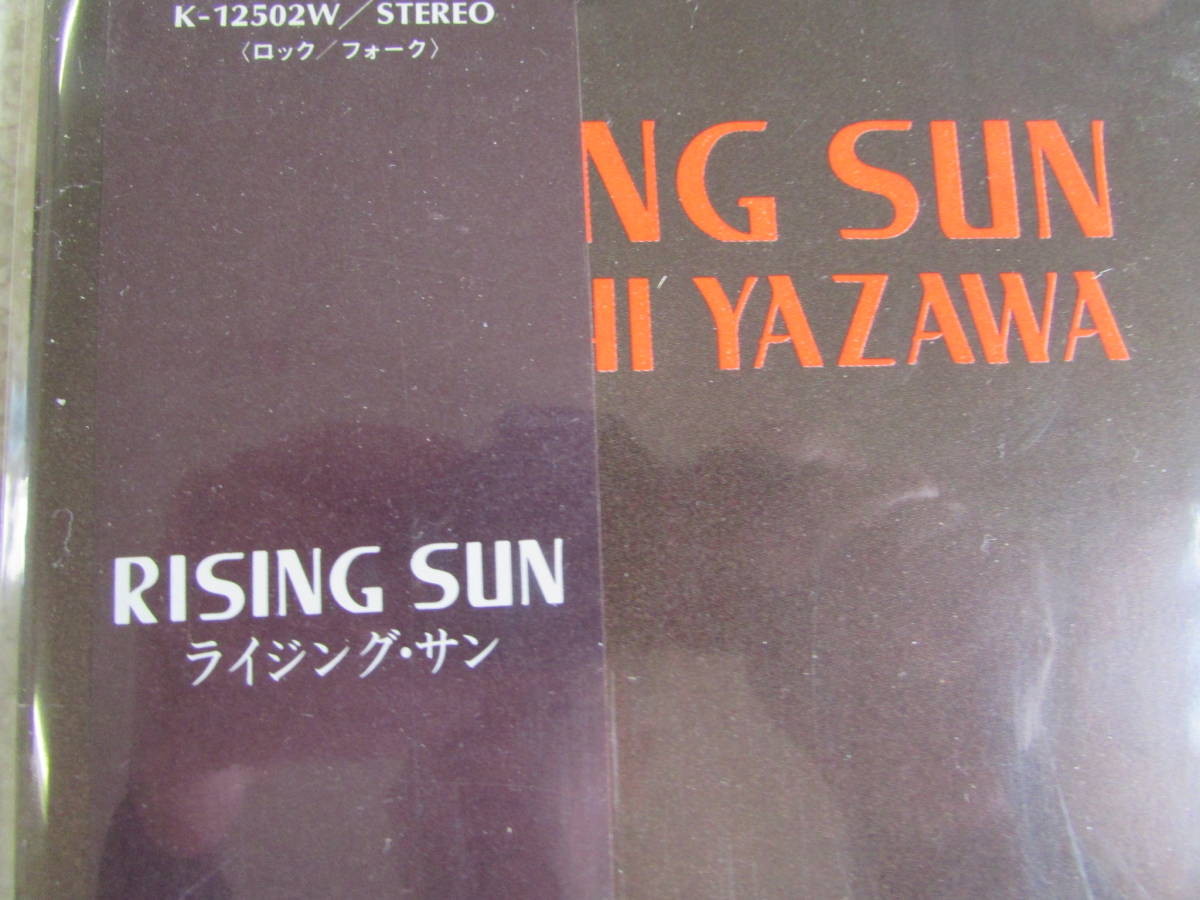 K-12502W/STEREO
〈ロック/フォーク〉
NG SUN
HI YAZAWA
RISING SUN
ライジング・サン